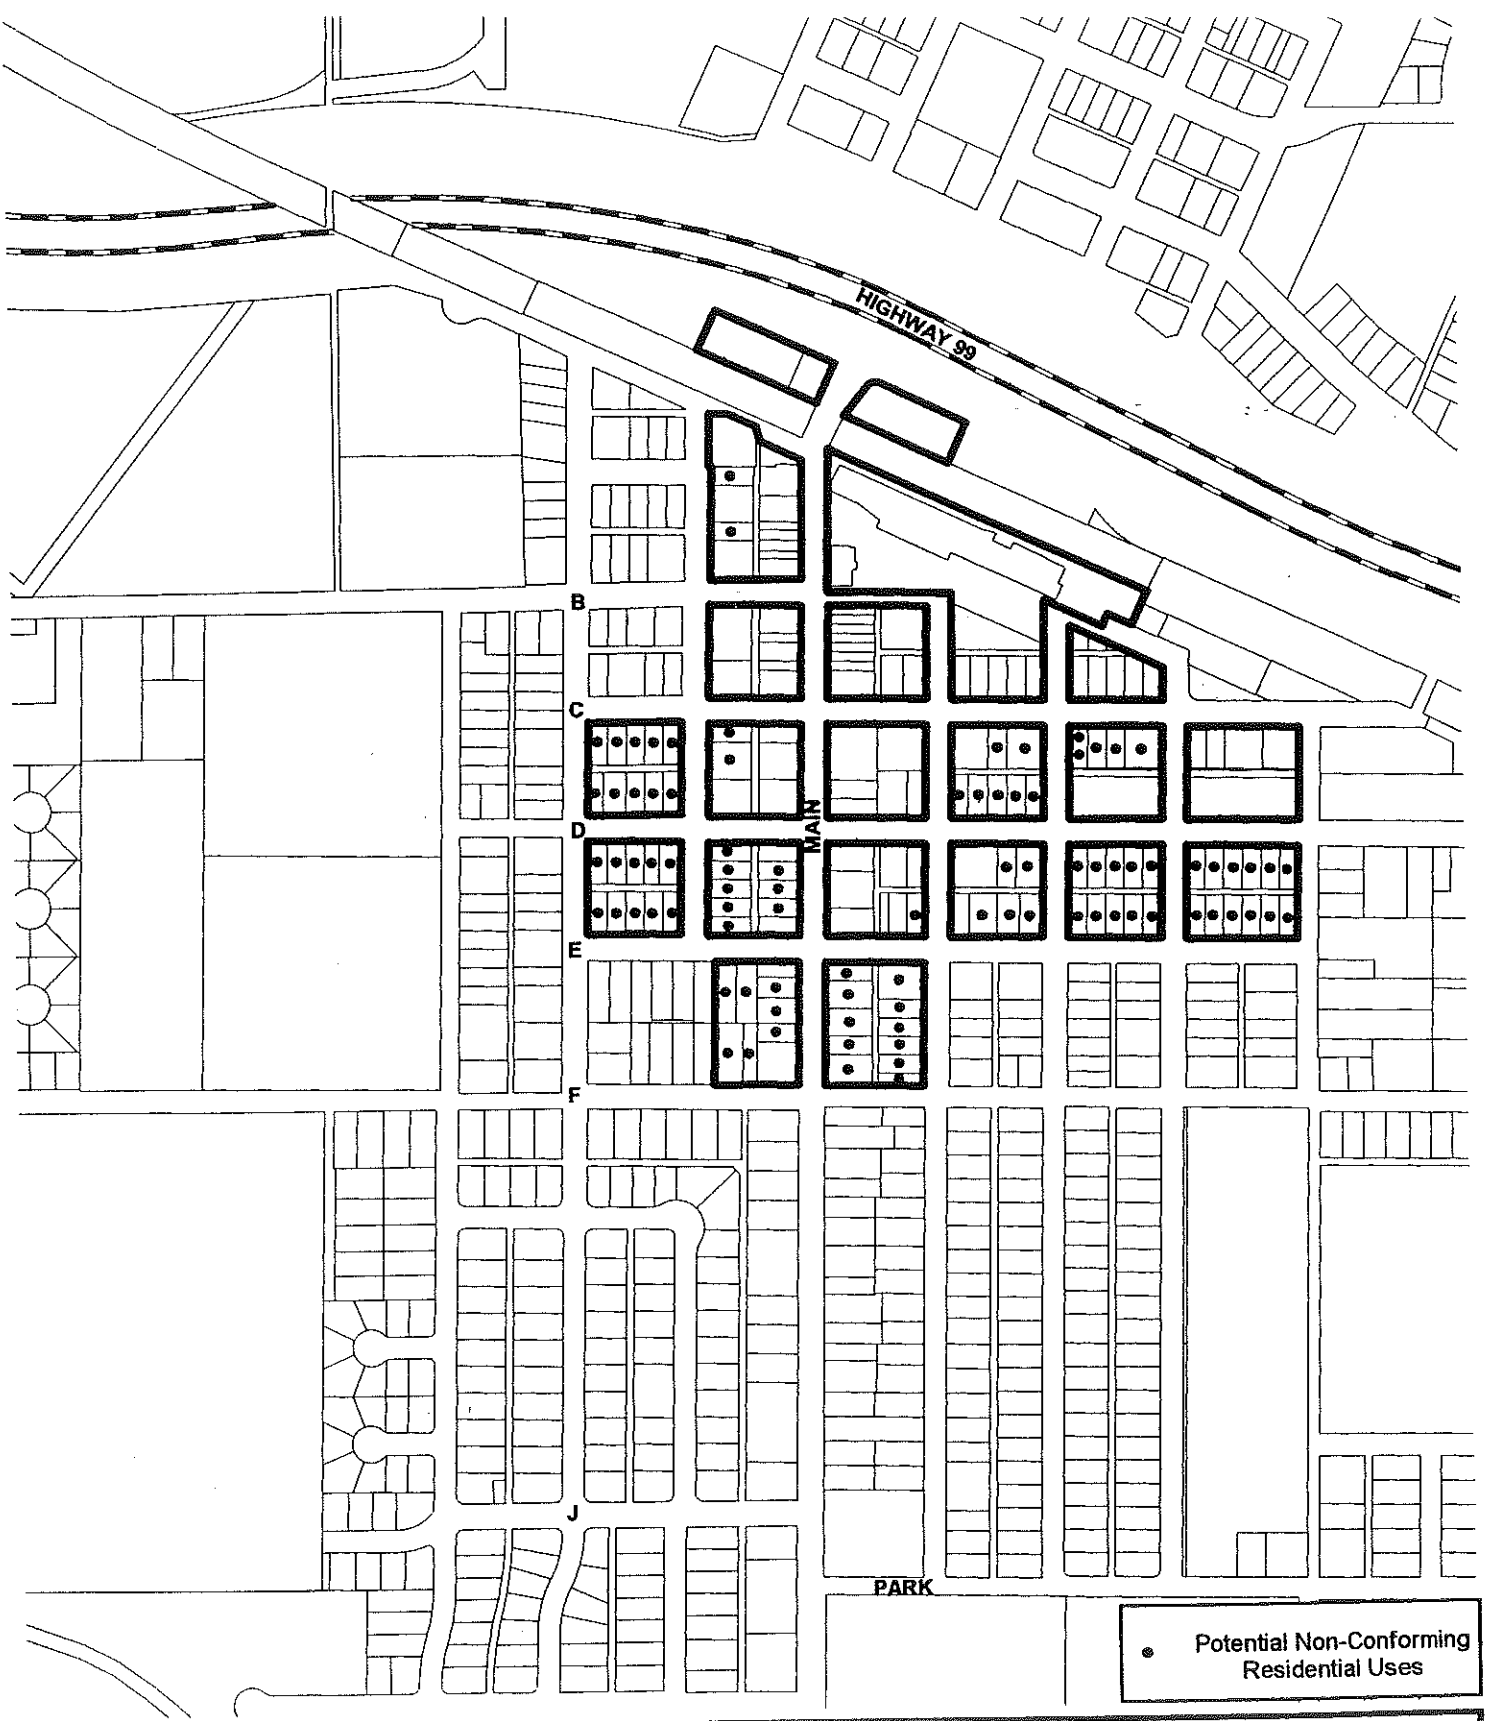 HIGHWAY 99
B
C
MAIN
D
E
F
J
PARK
Potential Non-Conforming
Residential Uses